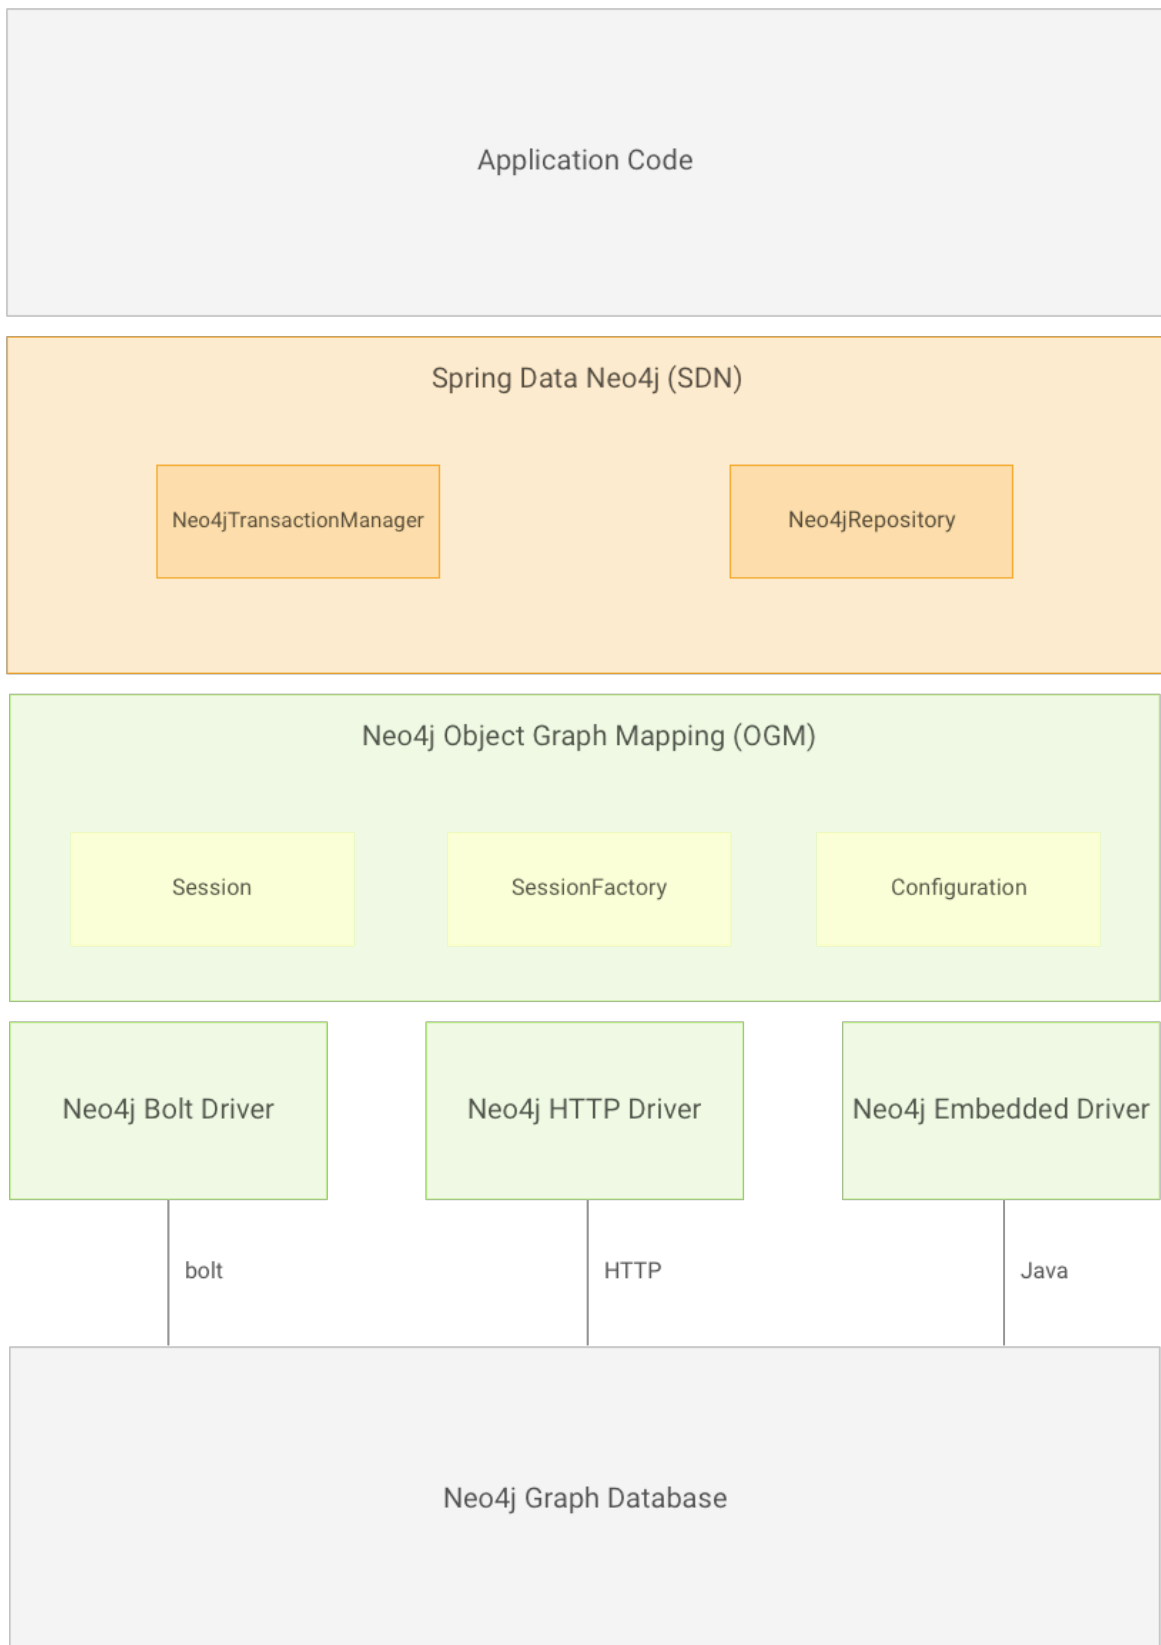 Application Code
Spring Data Neo4j (SDN)
Neo4jTransactionManager
Neo4jRepository
Neo4j Object Graph Mapping (OGM)
Session
SessionFactory
Configuration
Neo4j Bolt Driver
Neo4j HTTP Driver
Neo4j Embedded Driver
bolt
HTTP
Java
Neo4j Graph Database